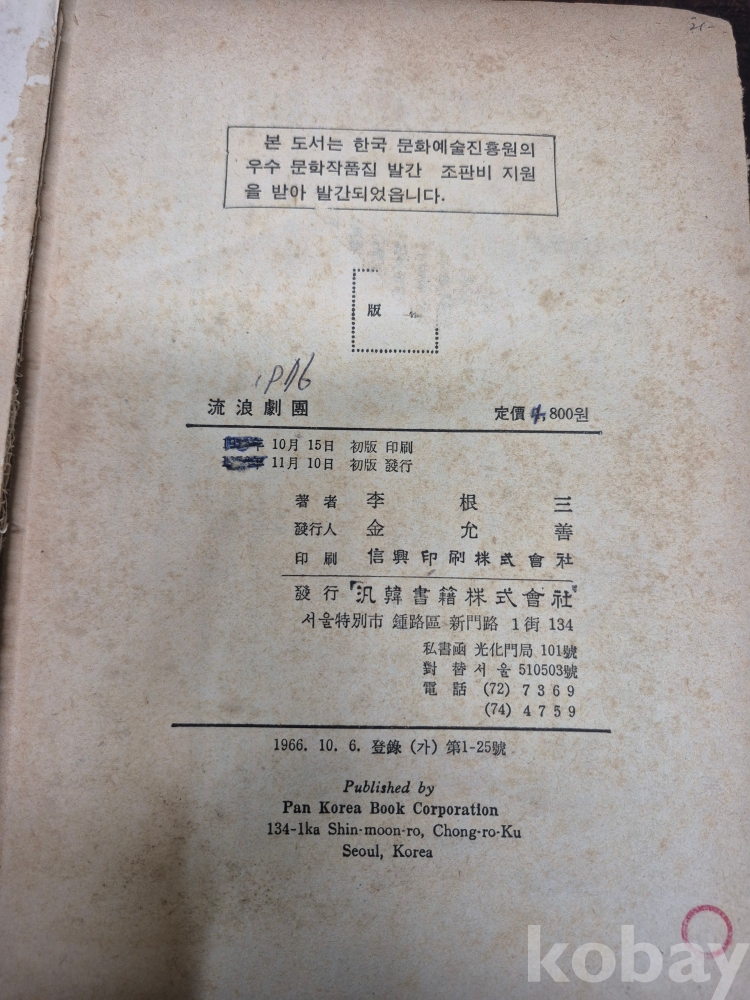 본 도서는 한국 문화예술진흥원의
우수 문학작품집 발간 조판비 지원
을 받아 발간되었읍니다.
版
1976
流浪劇團
定價 800원
10月 15日 初版 印刷
11月 10日 初版 發行
著者 李根三
發行人 金允善
印刷 信興印刷株式會社
發行 汎韓書籍株式會社
서울特別市 鍾路區 新門路 1街 134
私書函 光化門局 101號
對替서울 510503號
電話 (72) 7369
(74) 4759
1966. 10. 6. 登錄 (가) 第1-25號
Published by
Pan Korea Book Corporation
134-1ka Shin-moon-ro, Chong-ro-Ku
Seoul, Korea
kobay